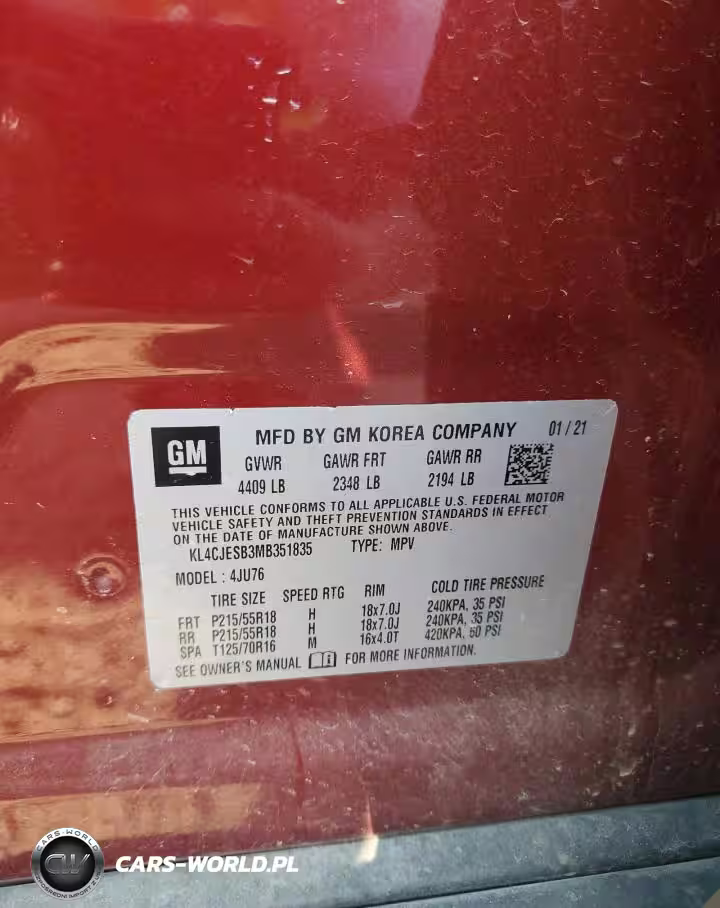 GM
MFD BY GM KOREA COMPANY 01 / 21
GVWR GAWR FRT GAWR RR
4409 LB 2348 LB 2194 LB
THIS VEHICLE CONFORMS TO ALL APPLICABLE U.S. FEDERAL MOTOR
VEHICLE SAFETY AND THEFT PREVENTION STANDARDS IN EFFECT
ON THE DATE OF MANUFACTURE SHOWN ABOVE.
KL4CJESB3MB351835 TYPE: MPV
MODEL : 4JU76
TIRE SIZE SPEED RTG RIM COLD TIRE PRESSURE
FRT P215/55R18 H 18x7.0J 240KPA, 35 PSI
RR P215/55R18 H 18x7.0J 240KPA, 35 PSI
SPA T125/70R16 M 16x4.0T 420KPA, 60 PSI
SEE OWNER'S MANUAL FOR MORE INFORMATION.
CARS-WORLD
CW
CARS-WORLD.PL